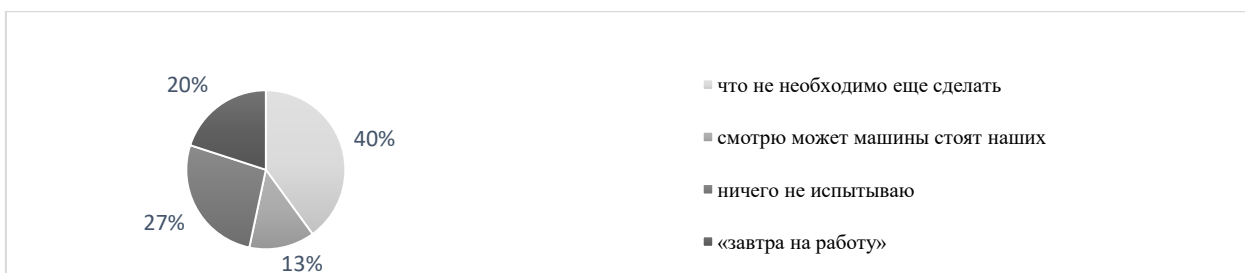 20%
40%
27%
13%
что не необходимо еще сделать
смотрю может машины стоят наших
ничего не испытываю
«завтра на работу»